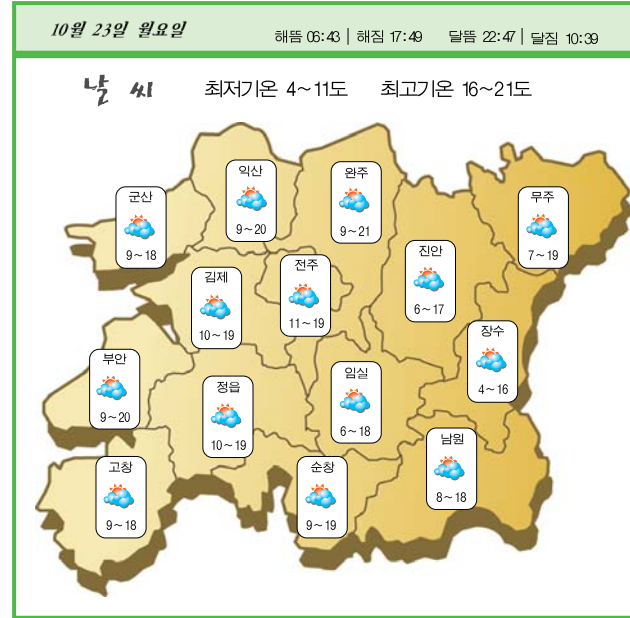 10월 23일 월요일
해뜸 06:43 | 해짐 17:49 달뜸 22:47 | 달짐 10:39
날 씨 최저기온 4~11도 최고기온 16~21도
익산
9~20
완주
9~21
군산
9~18
무주
7~19
진안
6~17
전주
11~19
김제
10~19
장수
4~16
부안
9~20
임실
6~18
정읍
10~19
남원
8~18
고창
9~18
순창
9~19